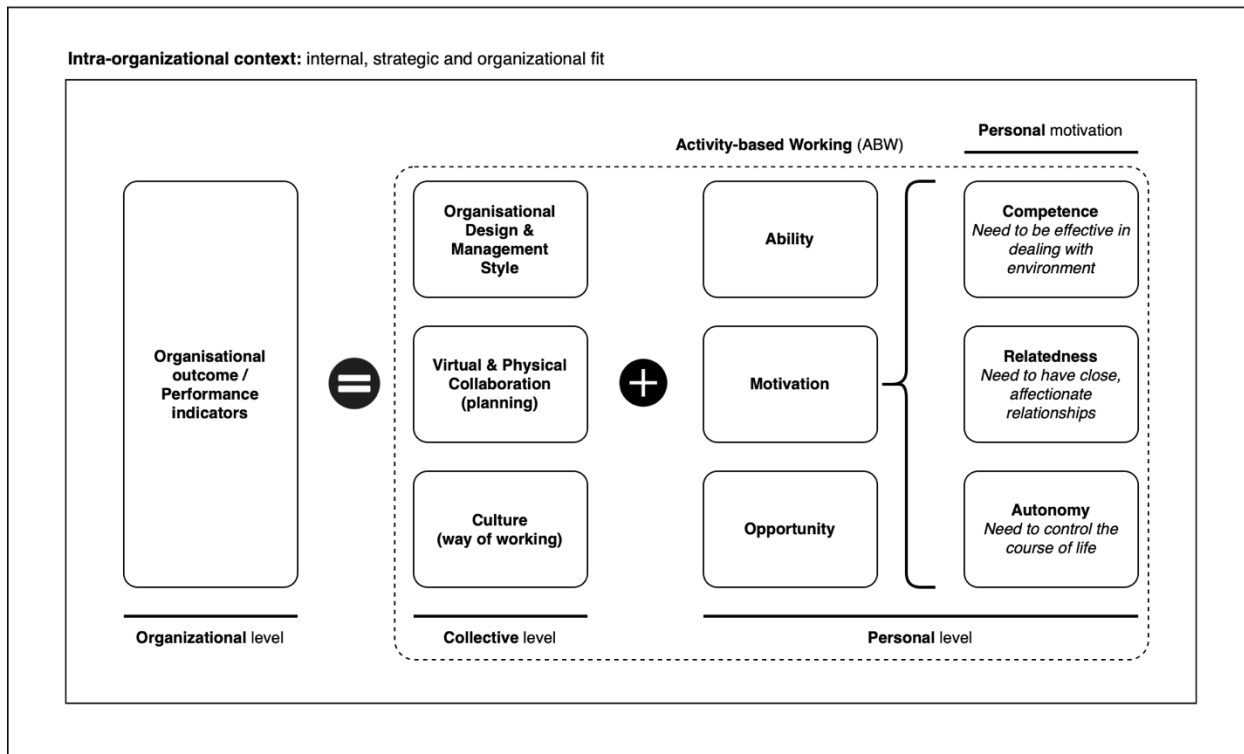 Intra-organizational context: internal, strategic and organizational fit
Personal motivation
Activity-based Working (ABW)
Organisational
outcome /
Performance
indicators
Organisational
Design &
Management
Style
Virtual & Physical
Collaboration
(planning)
Culture
(way of working)
Ability
Motivation
Opportunity
Competence
Need to be effective in
dealing with
environment
Relatedness
Need to have close,
affectionate
relationships
Autonomy
Need to control the
course of life
Organizational level
Collective level
Personal level